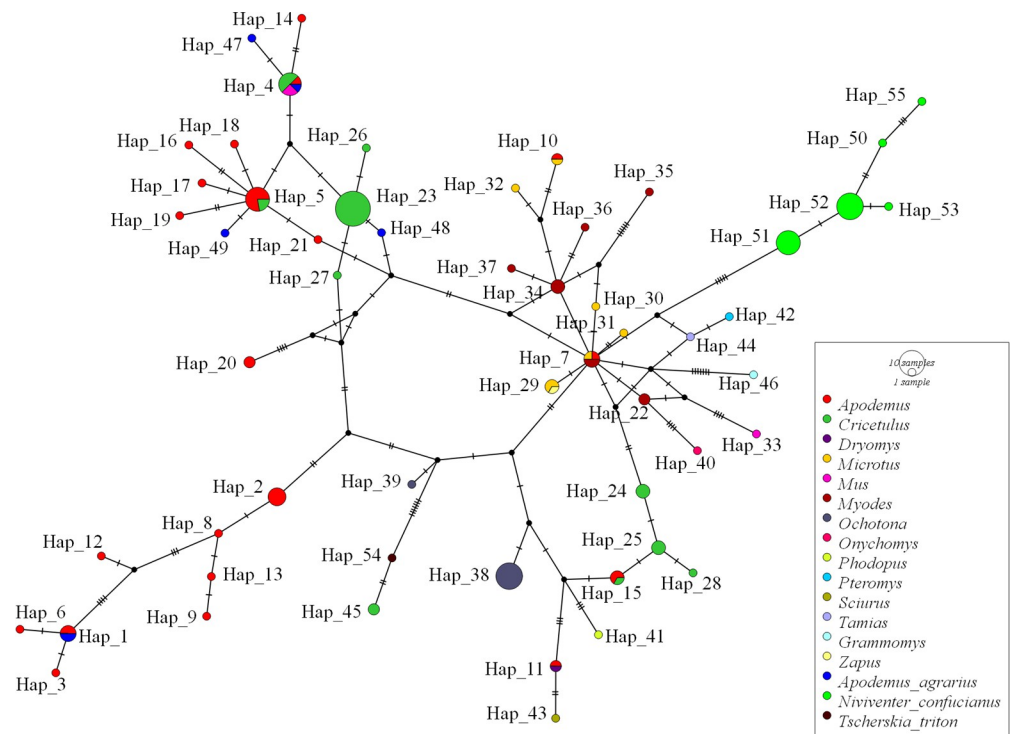 Hap_14
Hap_47
Hap_4
Hap_55
Hap_16
Hap_18
Hap_26
Hap_50
Hap_10
Hap_17
Hap_5
Hap_23
Hap_32
Hap_35
Hap_52
Hap_53
Hap_19
Hap_36
Hap_49
Hap_21
Hap_48
Hap_51
Hap_27
Hap_37
Hap_34
Hap_30
Hap_31
Hap_42
Hap_44
Hap_20
Hap_7
Hap_29
Hap_46
Hap_22
Hap_33
Hap_40
Hap_39
Hap_2
Hap_24
Hap_8
Hap_12
Hap_25
Hap_54
Hap_38
Hap_13
Hap_28
Hap_15
Hap_6
Hap_1
Hap_9
Hap_45
Hap_41
Hap_11
Hap_3
Hap_43
10 samples
1 sample
Apodemus
Cricetulus
Dryomys
Microtus
Mus
Myodes
Ochotona
Onychomys
Phodopus
Pteromys
Sciurus
Tamias
Grammomys
Zapus
Apodemus_agrarius
Niviventer_confucianus
Tscherskia_triton